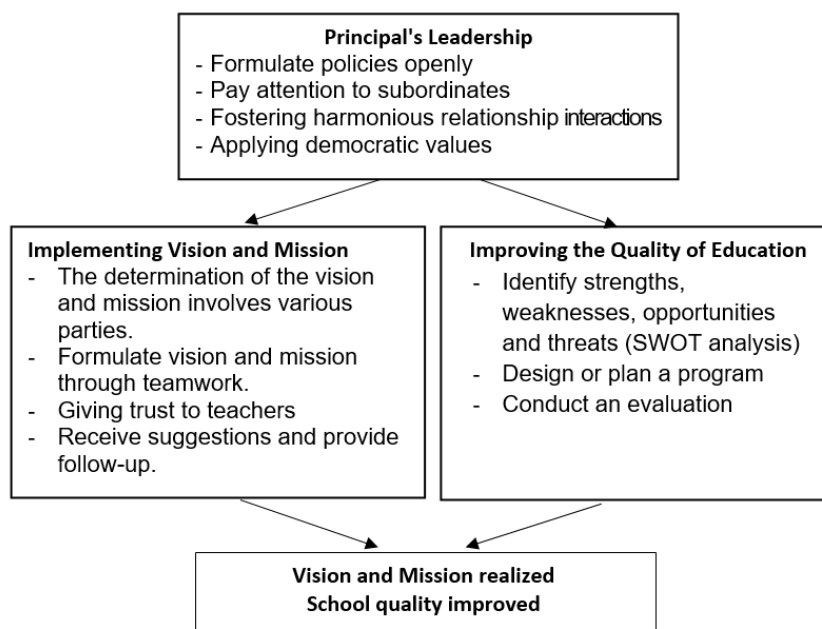 Principal's Leadership
- Formulate policies openly
- Pay attention to subordinates
- Fostering harmonious relationship interactions
- Applying democratic values
Implementing Vision and Mission
- The determination of the vision
and mission involves various
parties.
- Formulate vision and mission
through teamwork.
- Giving trust to teachers
- Receive suggestions and provide
follow-up.
Improving the Quality of Education
- Identify strengths,
weaknesses, opportunities
and threats (SWOT analysis)
- Design or plan a program
- Conduct an evaluation
Vision and Mission realized
School quality improved